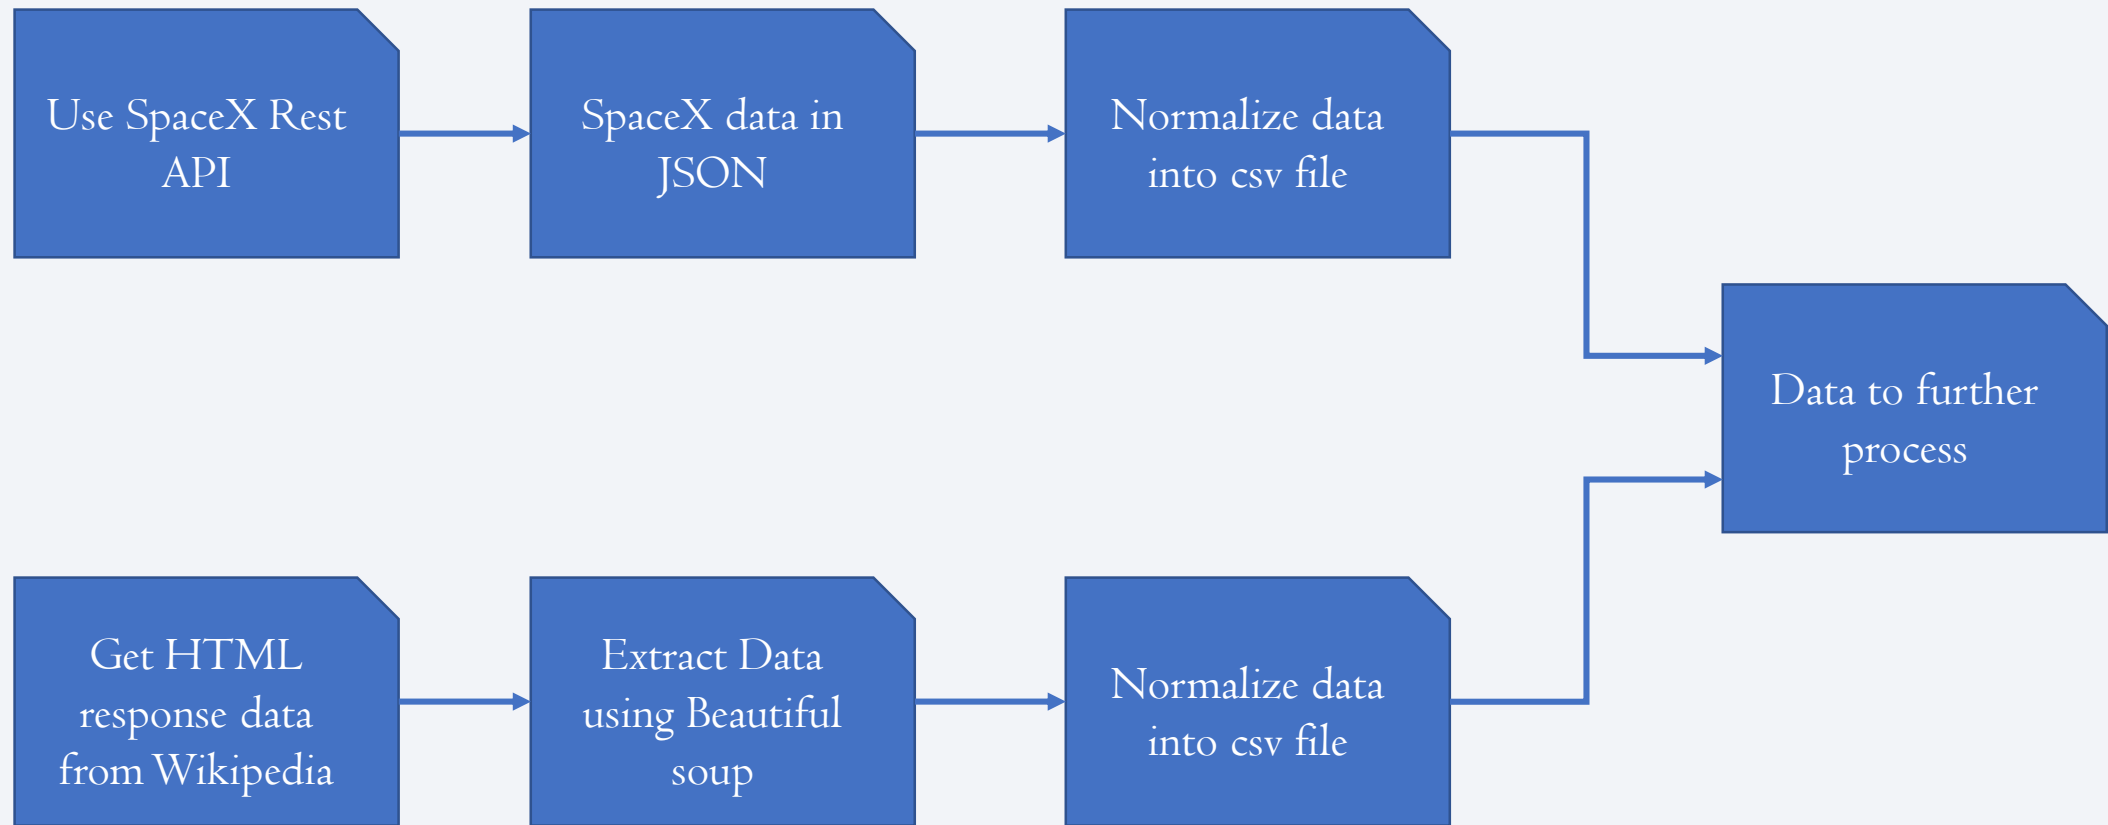 Use SpaceX Rest
API
SpaceX data in
JSON
Normalize data
into csv file
Data to further
process
Get HTML
response data
from Wikipedia
Extract Data
using Beautiful
soup
Normalize data
into csv file